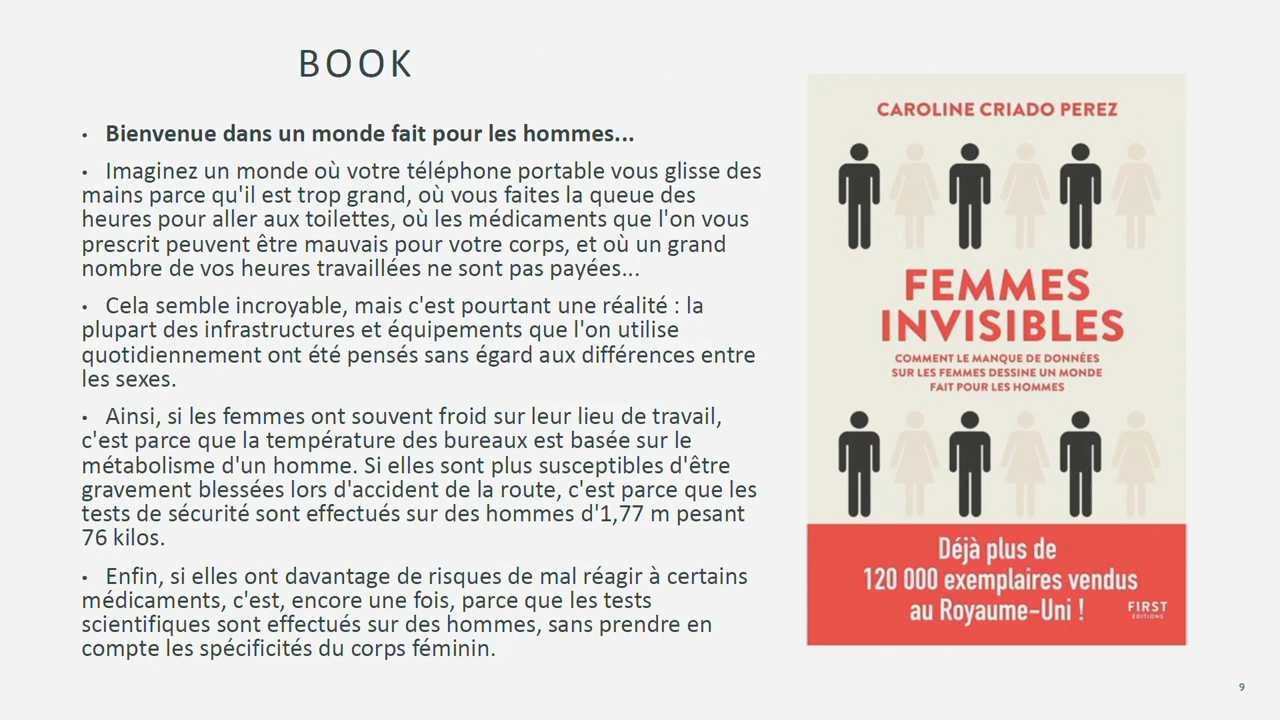 BOOK
• Bienvenue dans un monde fait pour les hommes...
• Imaginez un monde où votre téléphone portable vous glisse des
mains parce qu'il est trop grand, où vous faites la queue des
heures pour aller aux toilettes, où les médicaments que l'on vous
prescrit peuvent être mauvais pour votre corps, et où un grand
nombre de vos heures travaillées ne sont pas payées...
• Cela semble incroyable, mais c'est pourtant une réalité : la
plupart des infrastructures et équipements que l'on utilise
quotidiennement ont été pensés sans égard aux différences entre
les sexes.
• Ainsi, si les femmes ont souvent froid sur leur lieu de travail,
c'est parce que la température des bureaux est basée sur le
métabolisme d'un homme. Si elles sont plus susceptibles d'être
gravement blessées lors d'accident de la route, c'est parce que les
tests de sécurité sont effectués sur des hommes d'1,77 m pesant
76 kilos.
• Enfin, si elles ont davantage de risques de mal réagir à certains
médicaments, c'est, encore une fois, parce que les tests
scientifiques sont effectués sur des hommes, sans prendre en
compte les spécificités du corps féminin.
CAROLINE CRIADO PEREZ
FEMMES
INVISIBLES
COMMENT LE MANQUE DE DONNÉES
SUR LES FEMMES DESSINE UN MONDE
FAIT POUR LES HOMMES
Déjà plus de
120 000 exemplaires vendus
au Royaume-Uni !
FIRST
ÉDITIONS
9